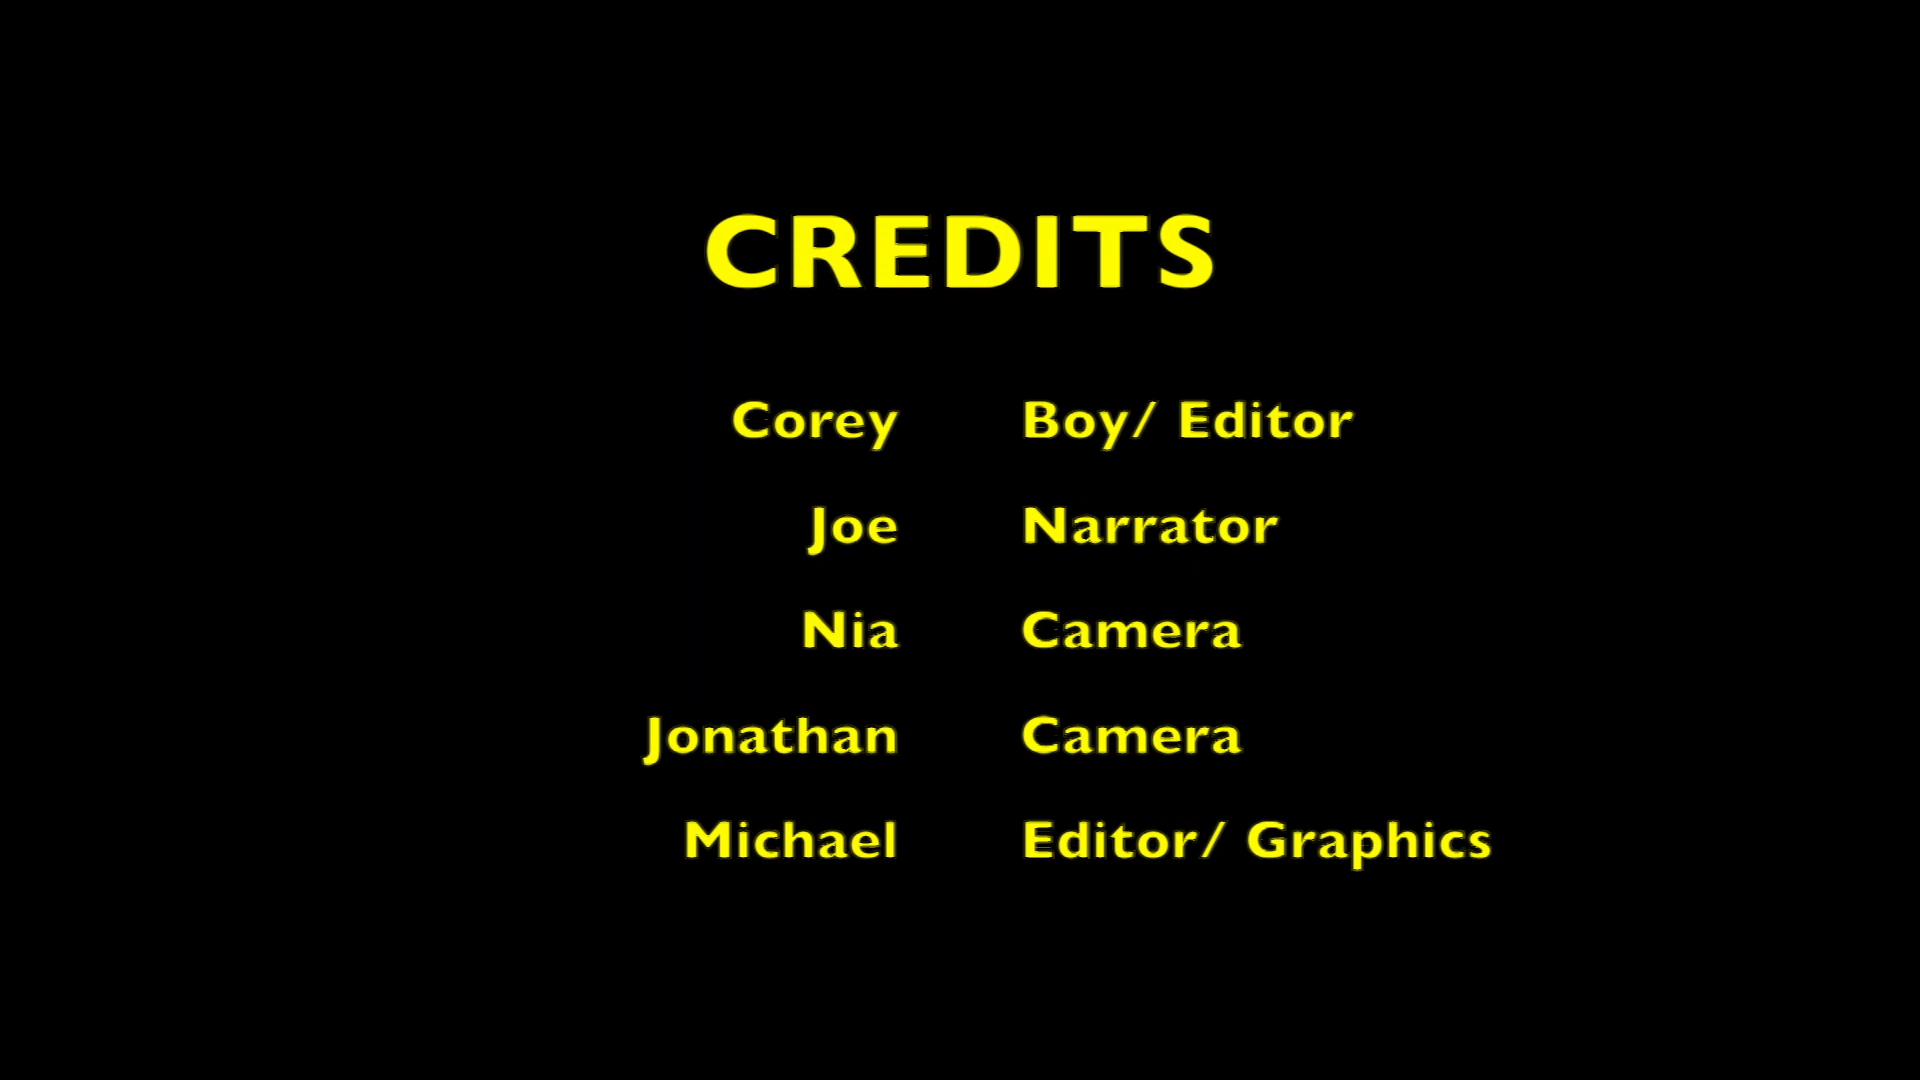 CREDITS
Corey Boy/ Editor
Joe Narrator
Nia Camera
Jonathan Camera
Michael Editor/ Graphics